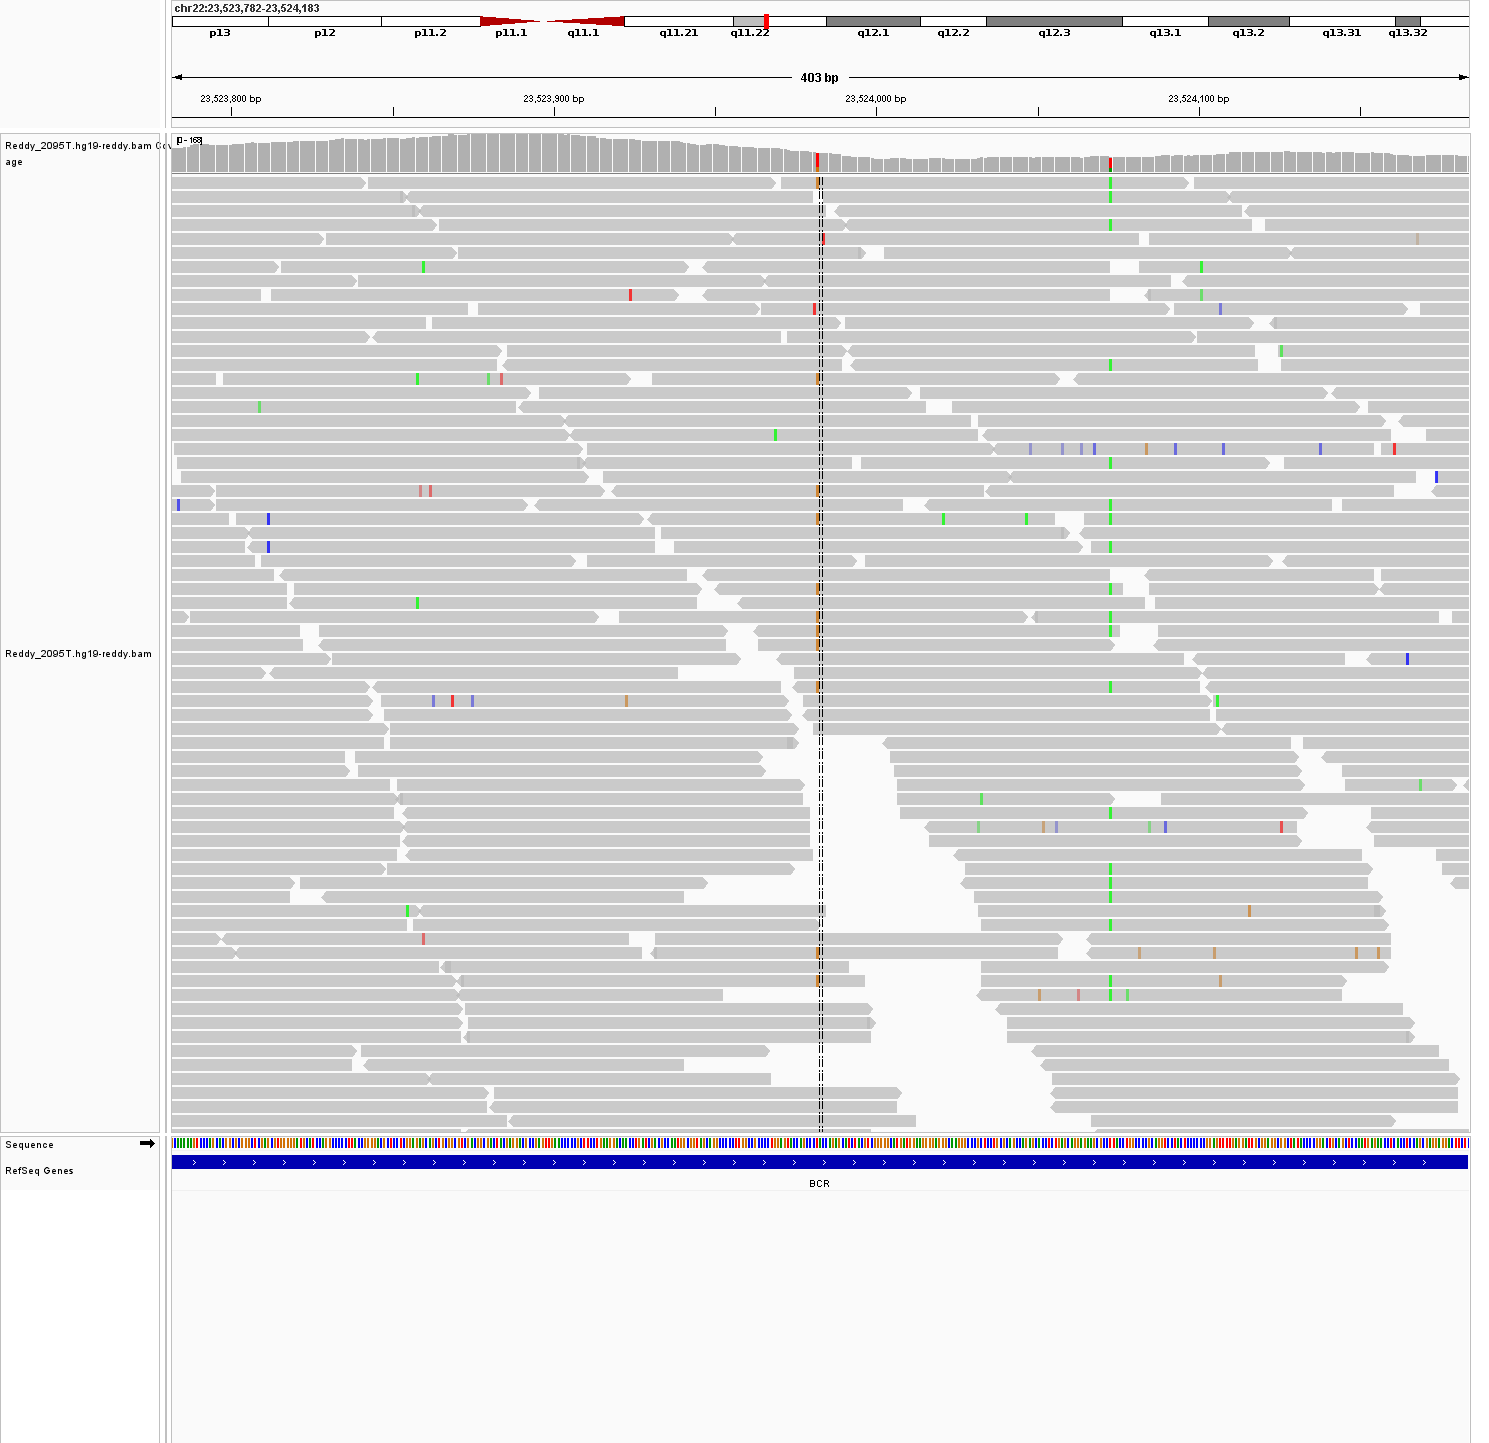 chr22:23,523,782-23,524,183
p13 p12 p11.2 p11.1 q11.1 q11.21 q11.22 q12.1 q12.2 q12.3 q13.1 q13.2 q13.31 q13.32
403 bp
23,523,800 bp 23,523,900 bp 23,524,000 bp 23,524,100 bp
Reddy_2095T.hg19-reddy.bam Cov
age
Reddy_2095T.hg19-reddy.bam
Sequence
RefSeq Genes
BCR